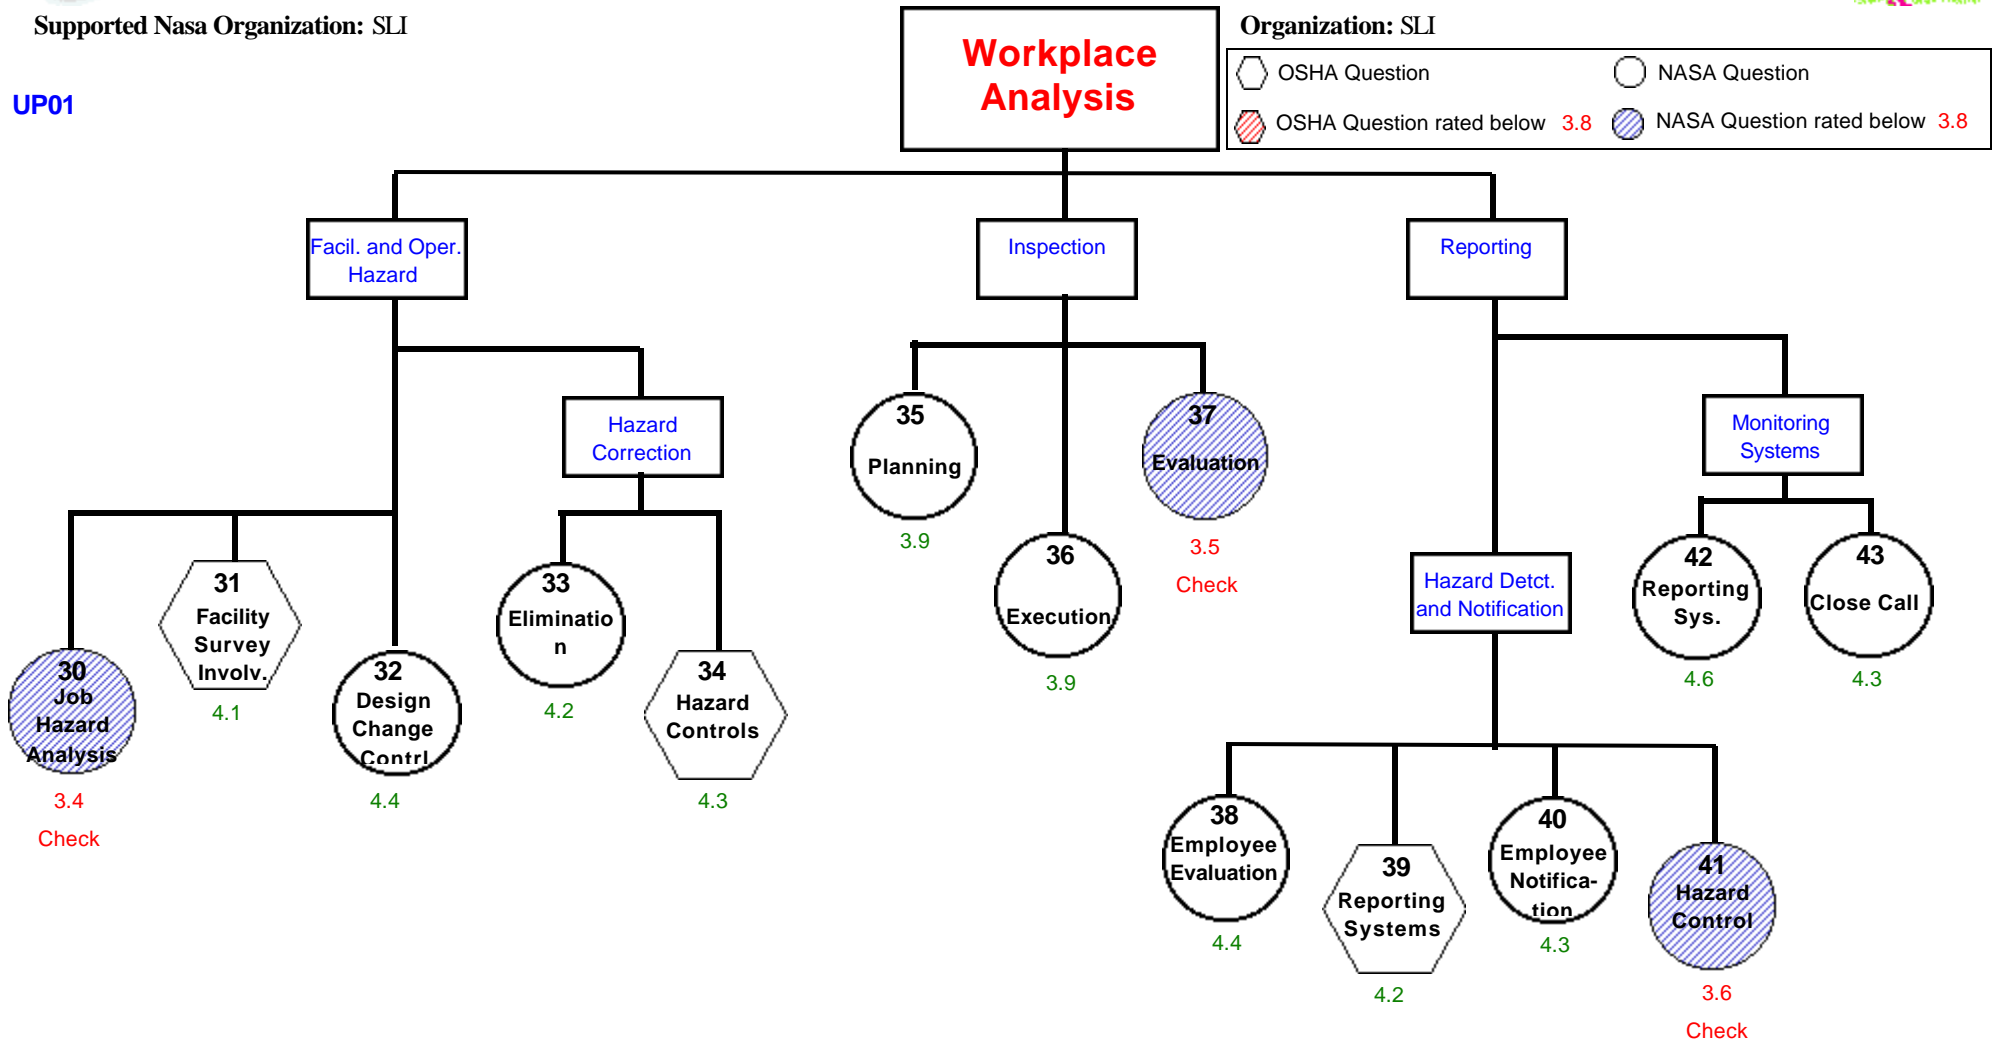 Supported Nasa Organization: SLI
Organization: SLI
UP01
Workplace
Analysis
OSHA Question
NASA Question
OSHA Question rated below 3.8
NASA Question rated below 3.8
Facil. and Oper.
Hazard
Inspection
Reporting
Hazard
Correction
Monitoring
Systems
Hazard Detct.
and Notification
30
Job
Hazard
Analysis
3.4
Check
31
Facility
Survey
Involv.
4.1
32
Design
Change
Contrl
4.4
33
Eliminatio
n
4.2
34
Hazard
Controls
4.3
35
Planning
3.9
36
Execution
3.9
37
Evaluation
3.5
Check
38
Employee
Evaluation
4.4
39
Reporting
Systems
4.2
40
Employee
Notifica-
tion
4.3
41
Hazard
Control
3.6
Check
42
Reporting
Sys.
4.6
43
Close Call
4.3